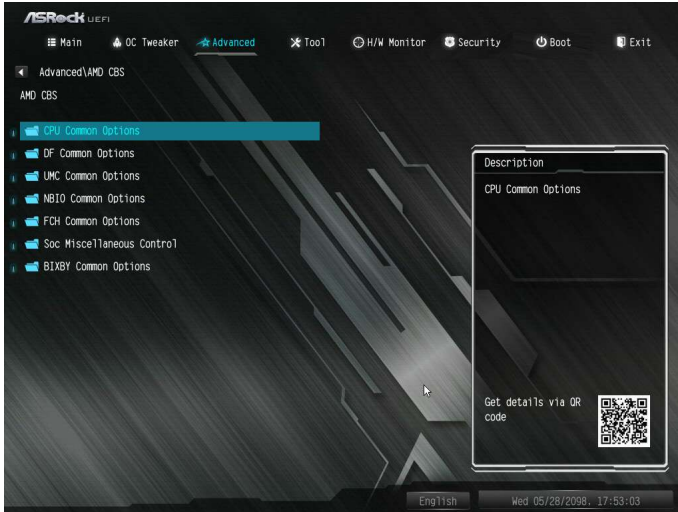 ASRock UEFI
Main OC Tweaker Advanced Tool H/W Monitor Security Boot Exit
Advanced\AMD CBS
AMD CBS
CPU Common Options
DF Common Options
UMC Common Options
NBIO Common Options
FCH Common Options
Soc Miscellaneous Control
BIXBY Common Options
Description
CPU Common Options
Get details via QR
code
English Wed 05/28/2098. 17:53:03